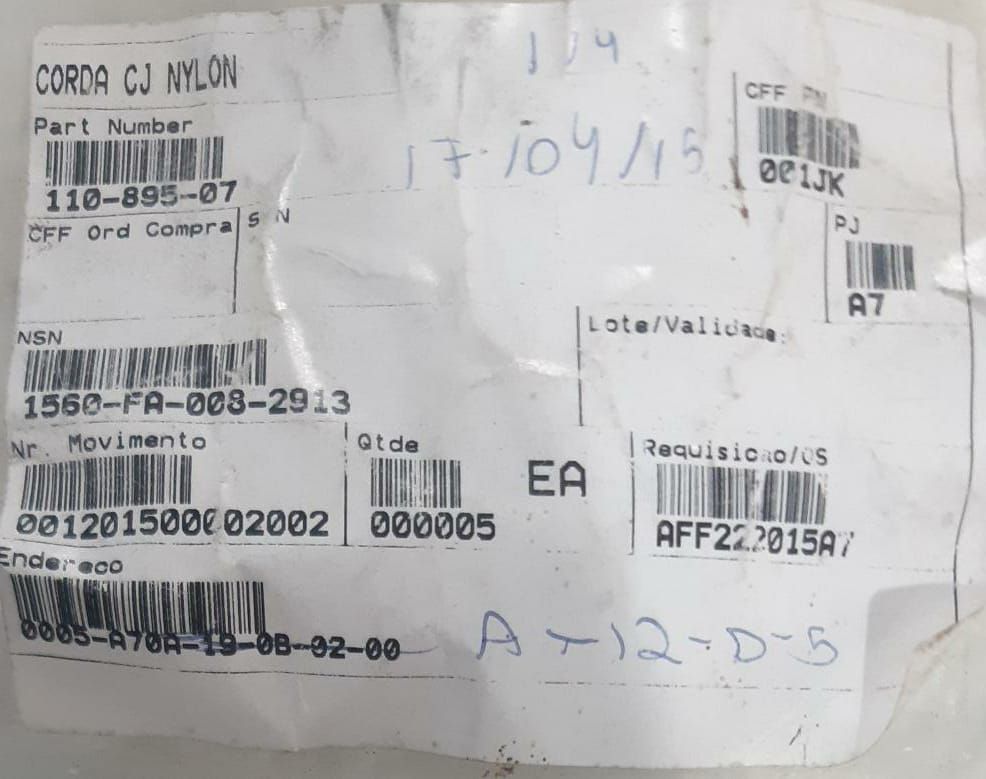 1 / 4
CORDA CJ NYLON
Part Number
110-895-07
17/04/15
CFF PN
001JK
CFF Ord Compra
S N
PJ
A7
NSN
1560-FA-008-2913
Lote/Validade:
Nr. Movimento
001201500002002
Qtde
000005
EA
Requisicao/OS
AFF222015A7
Endereco
0005-A70A-19-0B-02-00
A-12-D-5